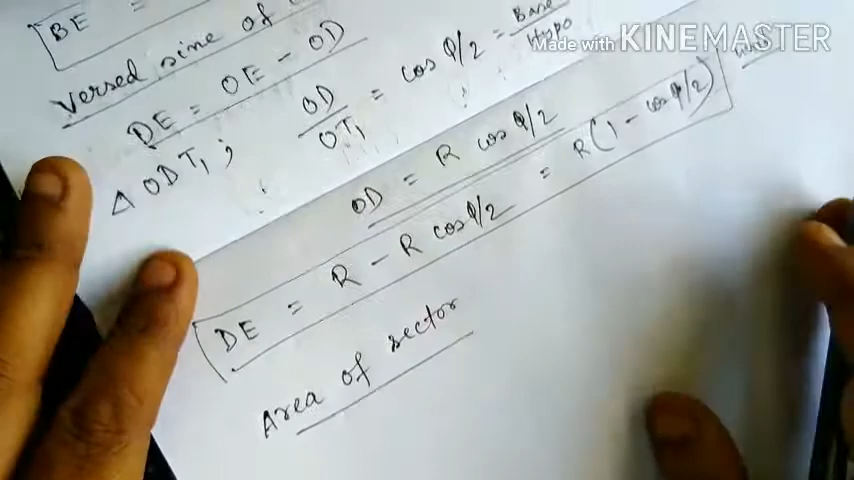 BE =
Versed sine of
DE = OE - OD
Δ ODT₁ ; OD/OT₁ = cos φ/2 = Base/Hypo
OD = R cos φ/2
DE = R - R cos φ/2 = R(1 - cos φ/2)
Area of sector
Made with KINEMASTER